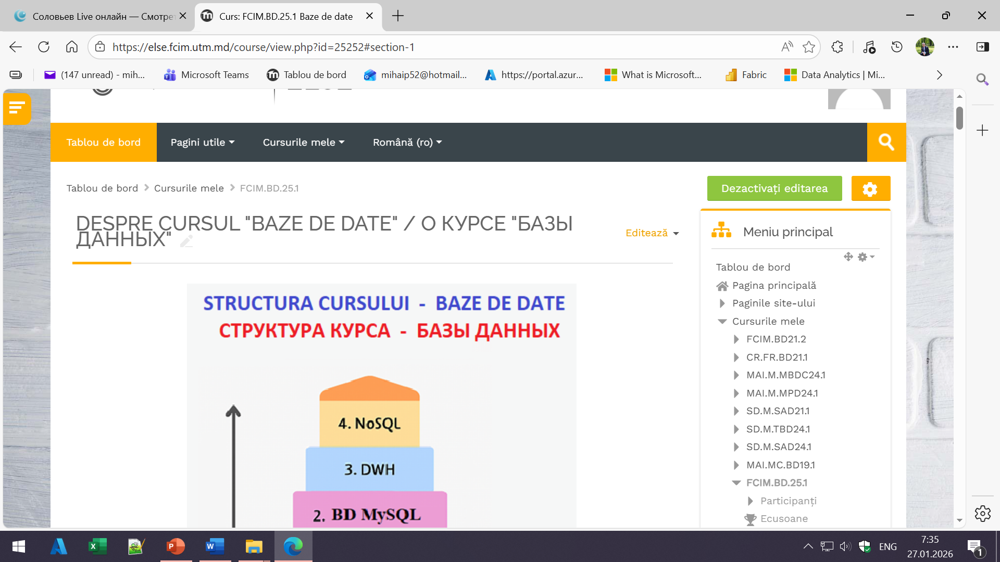 Соловьев Live онлайн — Смотре
Curs: FCIM.BD.25.1 Baze de date
https://else.fcim.utm.md/course/view.php?id=25252#section-1
(147 unread) - mih...
Microsoft Teams
Tablou de bord
mihaip52@hotmail...
https://portal.azur...
What is Microsoft...
Fabric
Data Analytics | Mi...
Tablou de bord
Pagini utile
Cursurile mele
Română (ro)
Tablou de bord
Cursurile mele
FCIM.BD.25.1
Dezactivați editarea
DESPRE CURSUL "BAZE DE DATE" / О КУРСЕ "БАЗЫ
ДАННЫХ"
Editează
STRUCTURA CURSULUI - BAZE DE DATE
СТРУКТУРА КУРСА - БАЗЫ ДАННЫХ
4. NoSQL
3. DWH
2. BD MySQL
Meniu principal
Tablou de bord
Pagina principală
Paginile site-ului
Cursurile mele
FCIM.BD21.2
CR.FR.BD21.1
MAI.M.MBDC24.1
MAI.M.MPD24.1
SD.M.SAD21.1
SD.M.TBD24.1
SD.M.SAD24.1
MAI.MC.BD19.1
FCIM.BD.25.1
Participanți
Ecusoane
ENG
7:35
27.01.2026
1